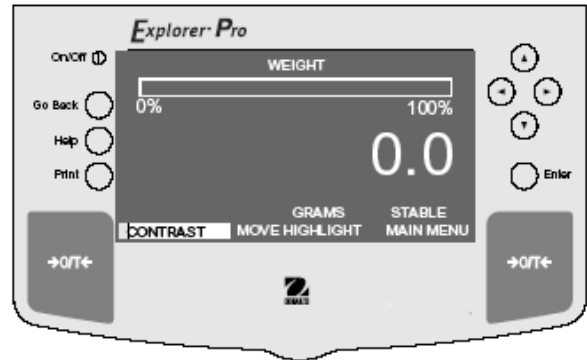 Explorer Pro
On/Off
WEIGHT
Go Back
0% 100%
Help
0.0
Print
Enter
GRAMS STABLE
CONTRAST MOVE HIGHLIGHT MAIN MENU
→0/T← →0/T←
OHAUS